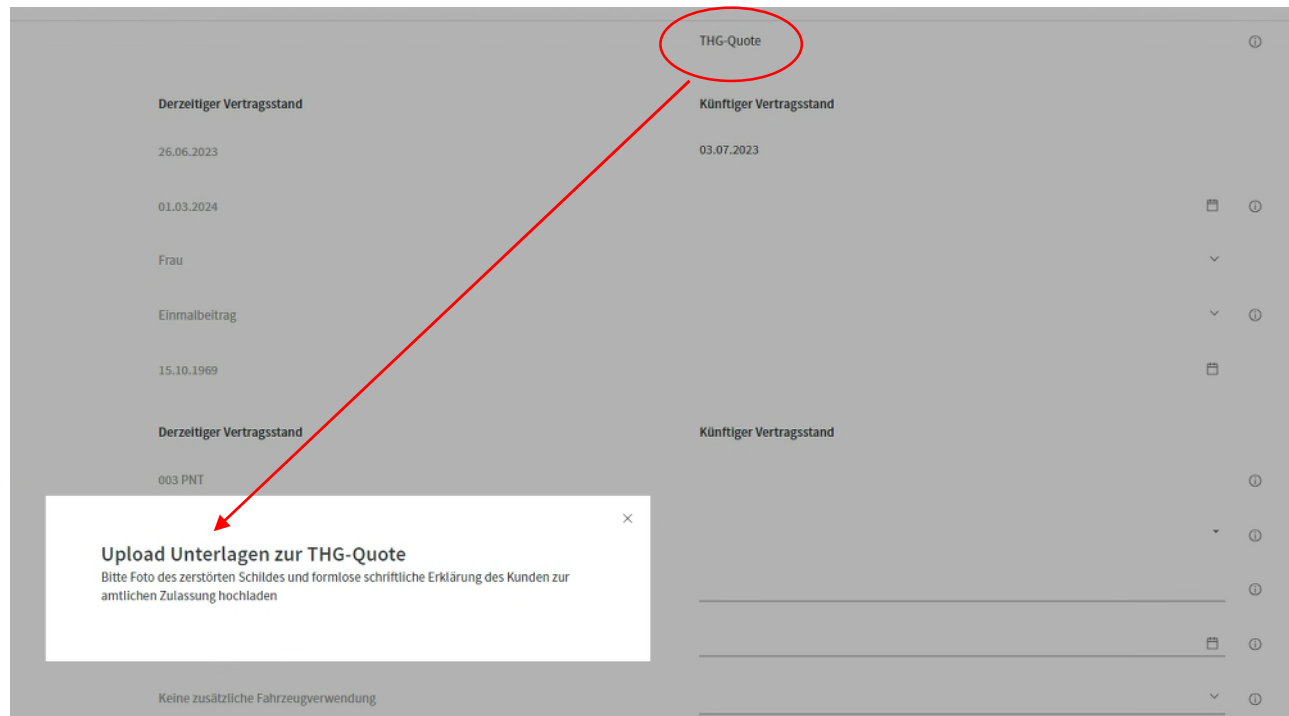 THG-Quote
Derzeitiger Vertragsstand
Künftiger Vertragsstand
26.06.2023
03.07.2023
01.03.2024
Frau
Einmalbeitrag
15.10.1969
Derzeitiger Vertragsstand
Künftiger Vertragsstand
003 PNT
Upload Unterlagen zur THG-Quote
Bitte Foto des zerstörten Schildes und formlose schriftliche Erklärung des Kunden zur
amtlichen Zulassung hochladen
Keine zusätzliche Fahrzeugverwendung